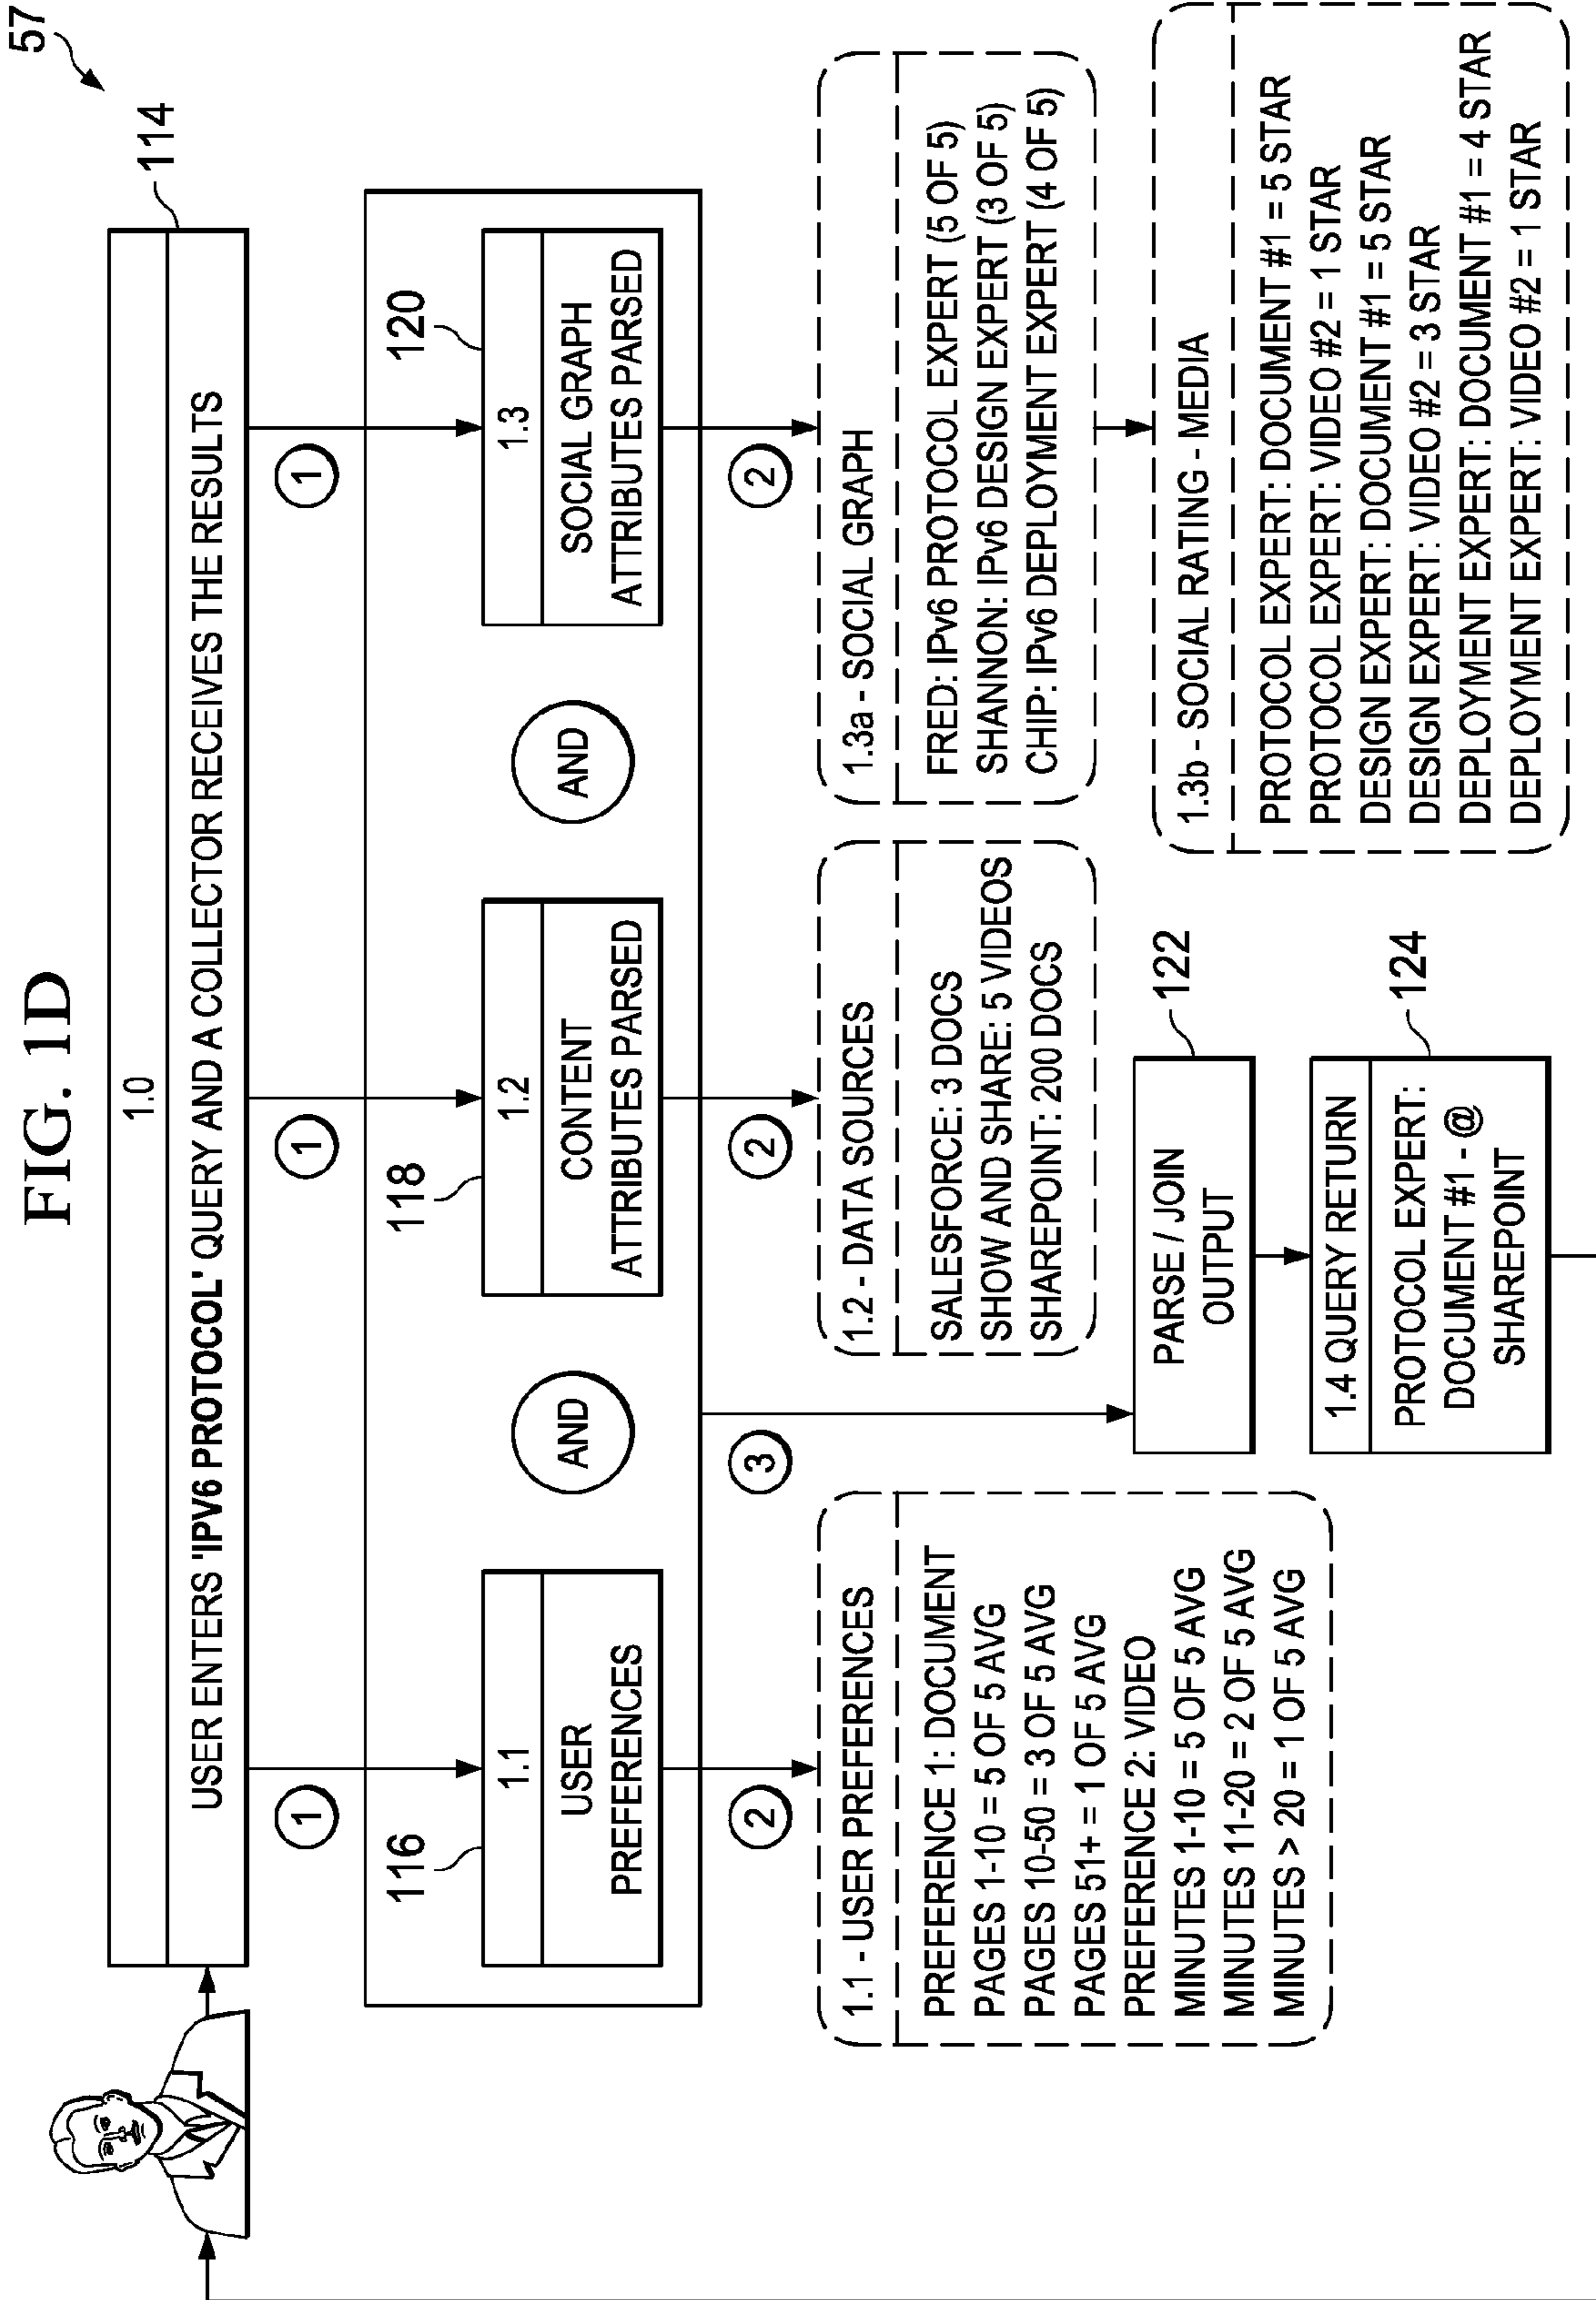 FIG. 1D
57
1.0
114
USER ENTERS 'IPV6 PROTOCOL' QUERY AND A COLLECTOR RECEIVES THE RESULTS
1
1
1
116
1.1
USER
PREFERENCES
AND
118
1.2
CONTENT
ATTRIBUTES PARSED
AND
120
1.3
SOCIAL GRAPH
ATTRIBUTES PARSED
2
3
2
2
1.1 - USER PREFERENCES
PREFERENCE 1: DOCUMENT
PAGES 1-10 = 5 OF 5 AVG
PAGES 10-50 = 3 OF 5 AVG
PAGES 51+ = 1 OF 5 AVG
PREFERENCE 2: VIDEO
MINUTES 1-10 = 5 OF 5 AVG
MINUTES 11-20 = 2 OF 5 AVG
MINUTES > 20 = 1 OF 5 AVG
1.2 - DATA SOURCES
SALESFORCE: 3 DOCS
SHOW AND SHARE: 5 VIDEOS
SHAREPOINT: 200 DOCS
1.3a - SOCIAL GRAPH
FRED: IPv6 PROTOCOL EXPERT (5 OF 5)
SHANNON: IPv6 DESIGN EXPERT (3 OF 5)
CHIP: IPv6 DEPLOYMENT EXPERT (4 OF 5)
PARSE / JOIN
OUTPUT
122
1.4 QUERY RETURN
PROTOCOL EXPERT:
DOCUMENT #1 - @
SHAREPOINT
124
1.3b - SOCIAL RATING - MEDIA
PROTOCOL EXPERT: DOCUMENT #1 = 5 STAR
PROTOCOL EXPERT: VIDEO #2 = 1 STAR
DESIGN EXPERT: DOCUMENT #1 = 5 STAR
DESIGN EXPERT: VIDEO #2 = 3 STAR
DEPLOYMENT EXPERT: DOCUMENT #1 = 4 STAR
DEPLOYMENT EXPERT: VIDEO #2 = 1 STAR